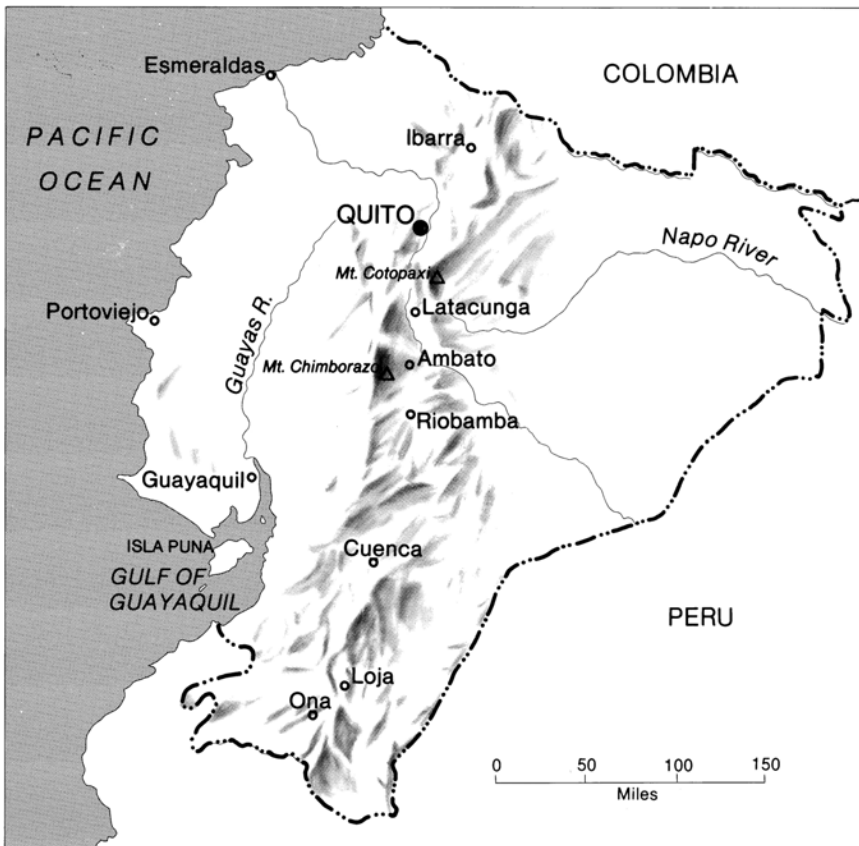 Esmeraldas
COLOMBIA
PACIFIC
OCEAN
Ibarra
QUITO
Napo River
Mt. Cotopaxi
Portoviejo
Latacunga
Guayas R.
Mt. Chimborazo
Ambato
Riobamba
Guayaquil
ISLA PUNA
Cuenca
GULF OF
GUAYAQUIL
PERU
Loja
Ona
0 50 100 150
Miles